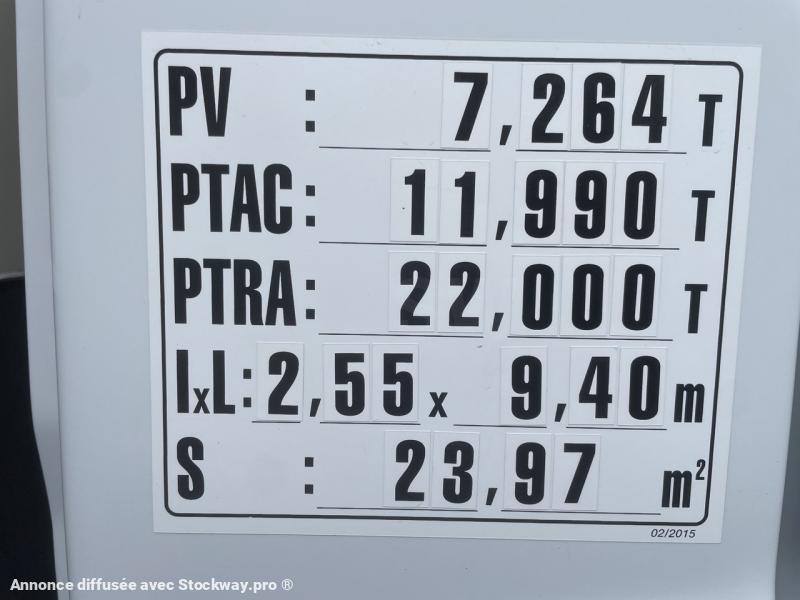 PV : 7,264 T
PTAC : 11,990 T
PTRA : 22,000 T
lxL : 2,55 x 9,40 m
S : 23,97 m²
02/2015
Annonce diffusée avec Stockway.pro ®